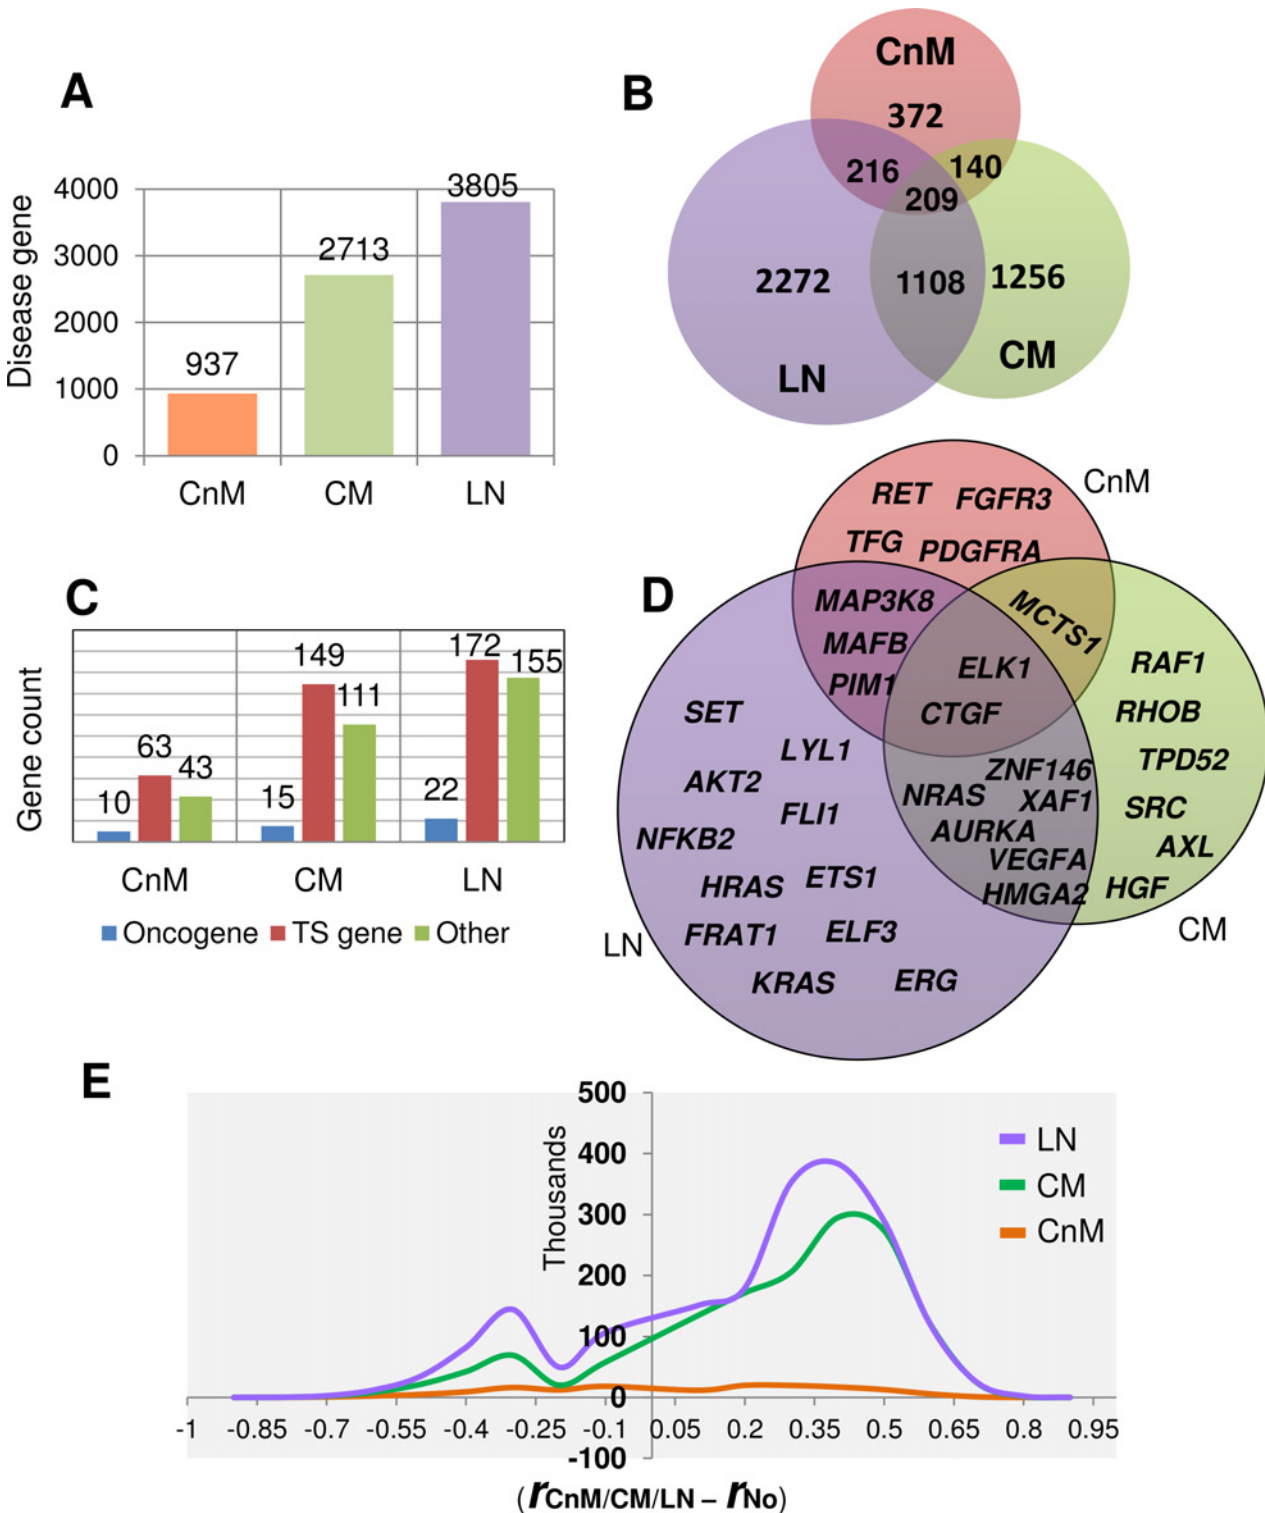 A
Disease gene
4000
3000
2000
1000
0
937
2713
3805
CnM
CM
LN
B
CnM
372
216
140
209
2272
1108
1256
LN
CM
C
Gene count
10
63
43
15
149
111
22
172
155
CnM
CM
LN
Oncogene
TS gene
Other
D
CnM
RET
FGFR3
TFG
PDGFRA
MAP3K8
MAFB
PIM1
MCTS1
ELK1
CTGF
RAF1
RHOB
TPD52
SRC
AXL
HGF
ZNF146
NRAS
XAF1
AURKA
VEGFA
HMGA2
SET
LYL1
AKT2
FLI1
NFKB2
HRAS
ETS1
FRAT1
ELF3
KRAS
ERG
LN
CM
E
Thousands
500
400
300
200
100
0
-100
LN
CM
CnM
-1 -0.85 -0.7 -0.55 -0.4 -0.25 -0.1 0.05 0.2 0.35 0.5 0.65 0.8 0.95
(rCnM/CM/LN – rNo)